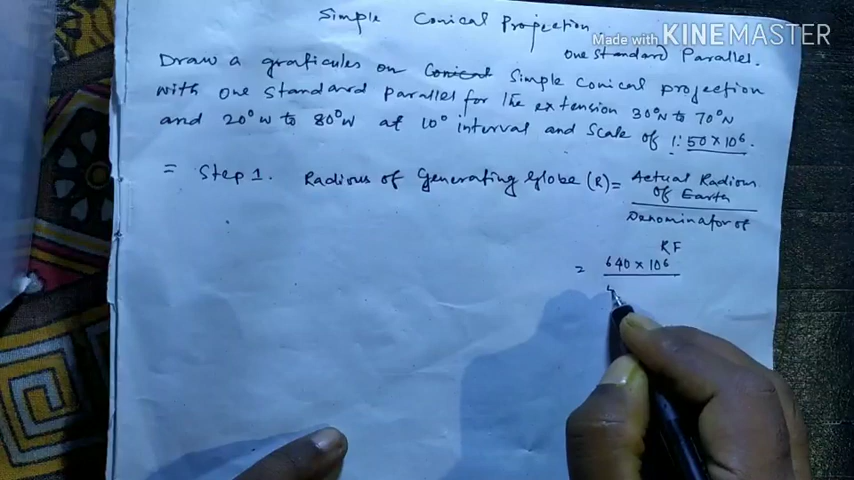 Simple Conical Projection
Made with KINEMASTER
One Standard Parallel.
Draw a graticules on Conical Simple Conical projection
with one standard parallel for the extension 30°N to 70°N
and 20°W to 80°W at 10° interval and scale of 1:50×10⁶.
= Step 1. Radious of Generating Globe (R) = Actual Radious
Of Earth
Denominator of
RF
= 640 × 10⁶